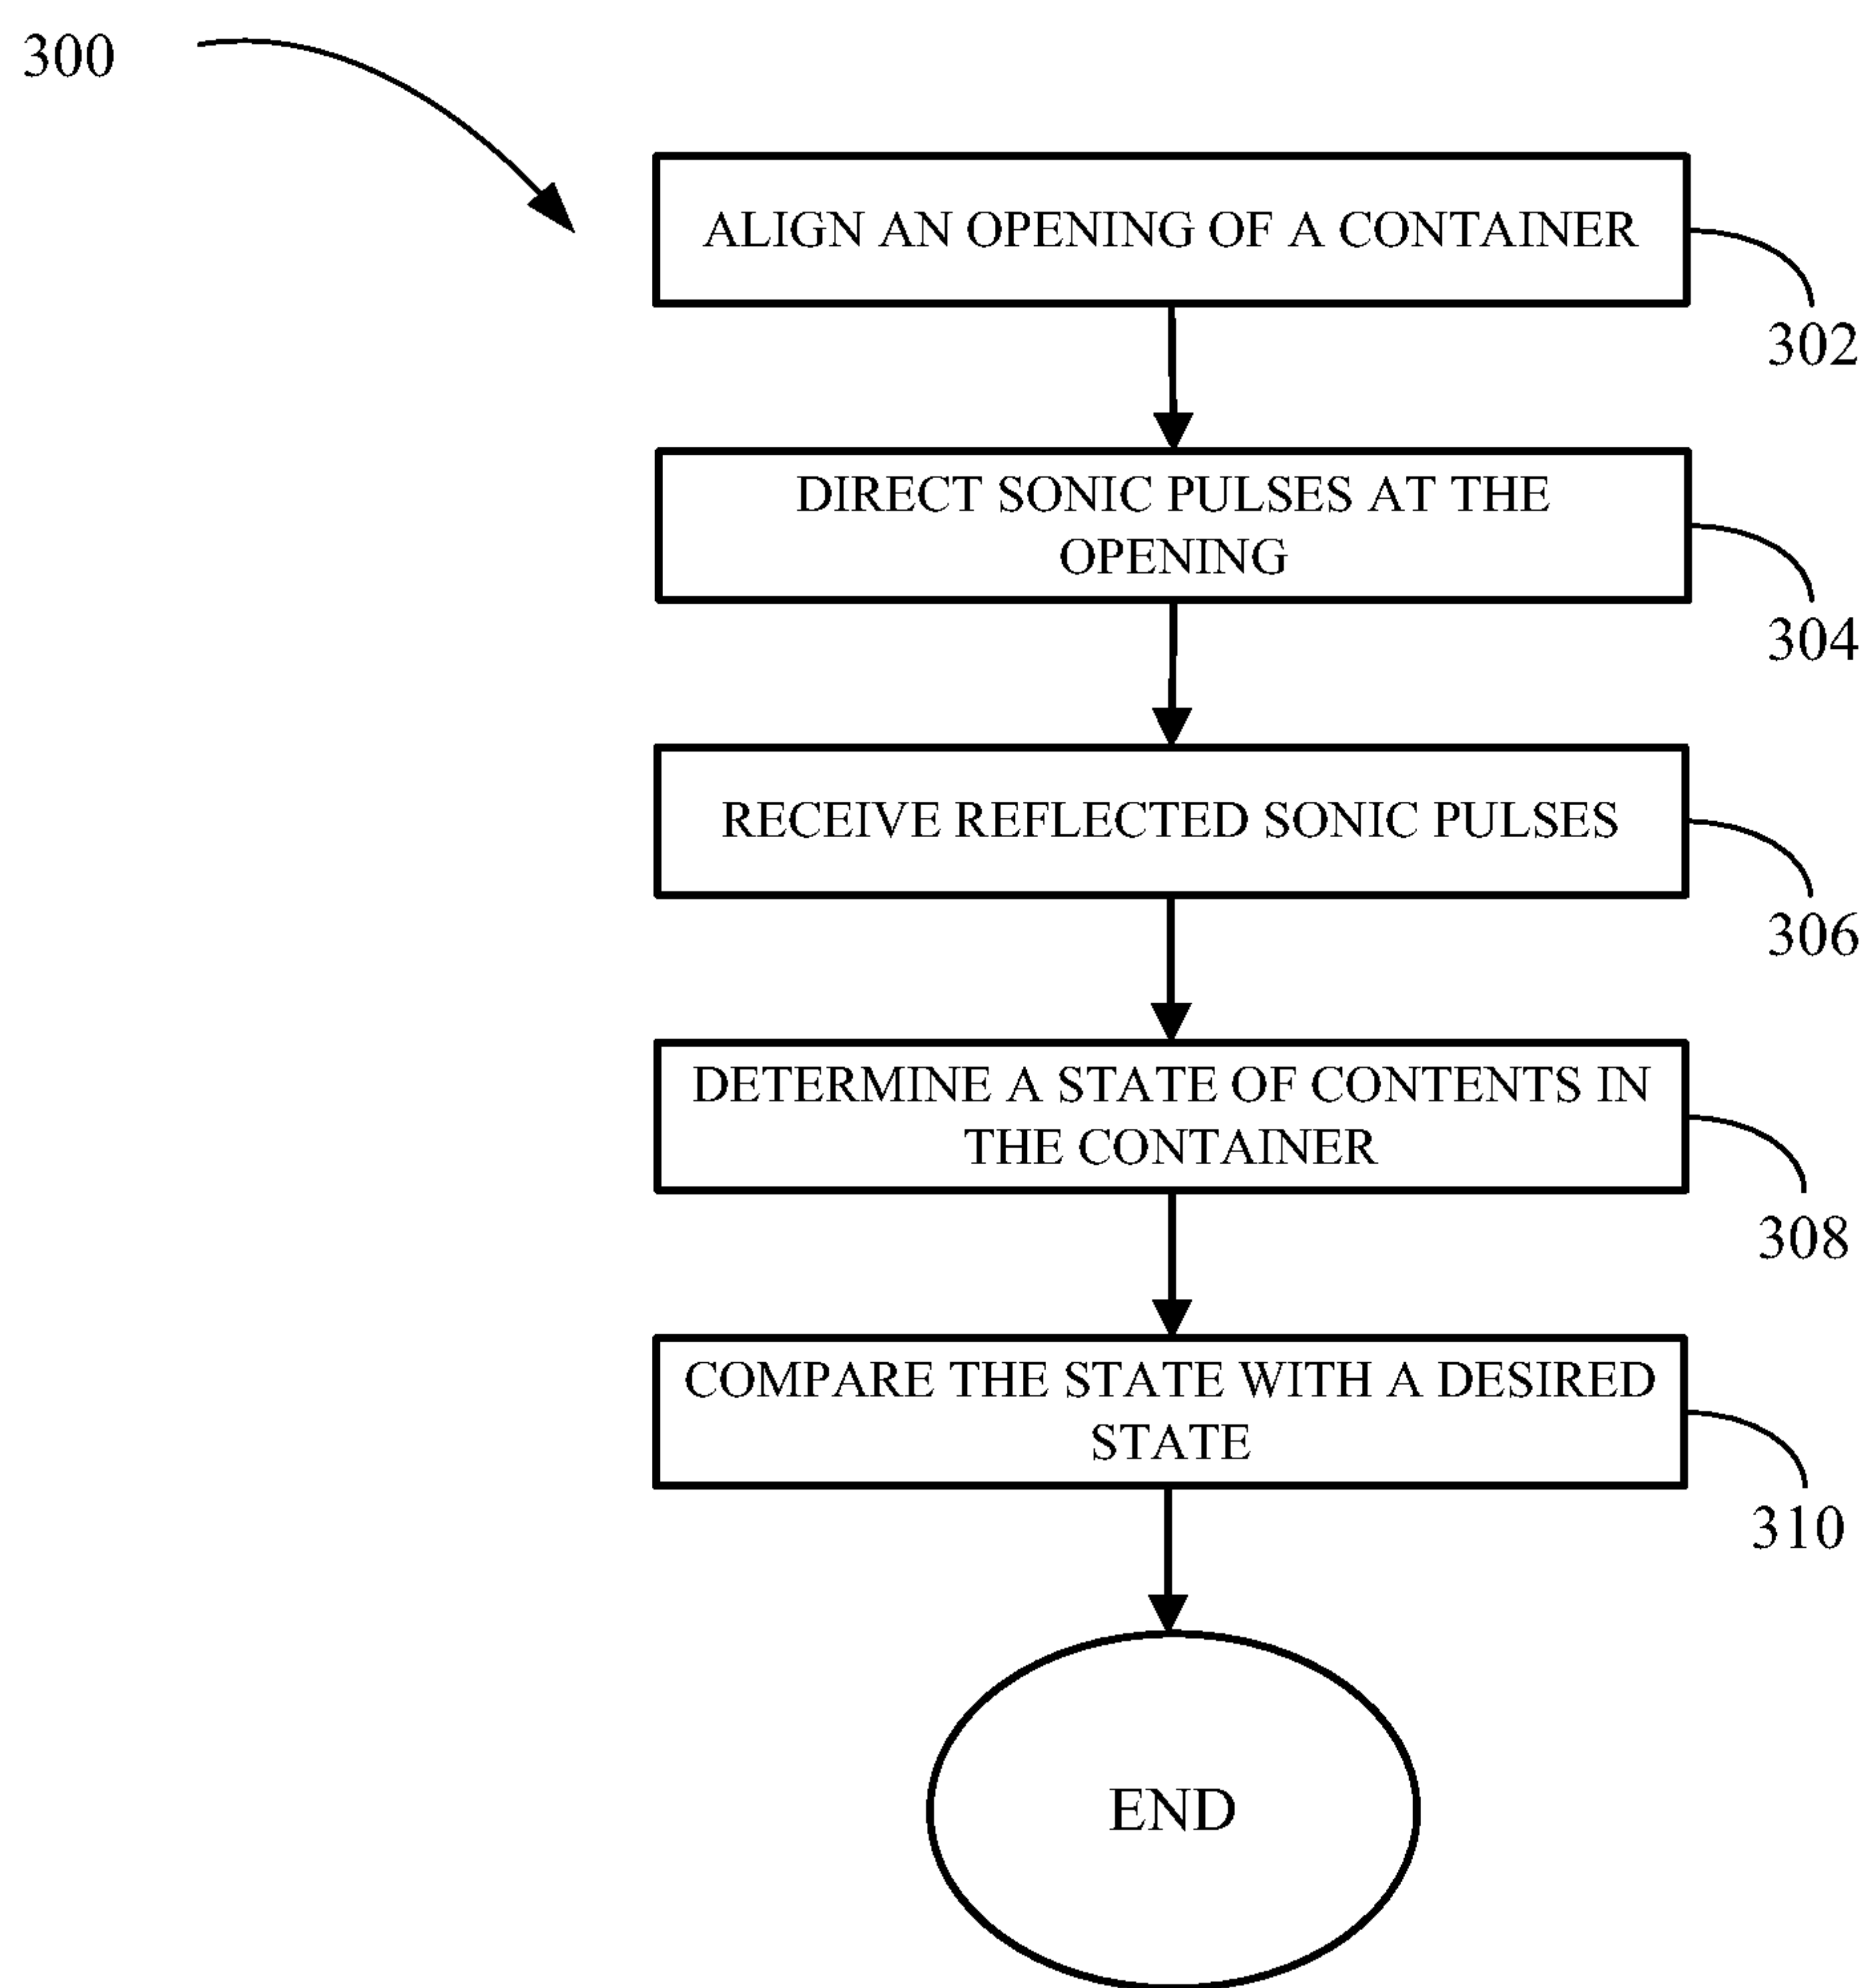 300
ALIGN AN OPENING OF A CONTAINER
302
DIRECT SONIC PULSES AT THE
OPENING
304
RECEIVE REFLECTED SONIC PULSES
306
DETERMINE A STATE OF CONTENTS IN
THE CONTAINER
308
COMPARE THE STATE WITH A DESIRED
STATE
310
END